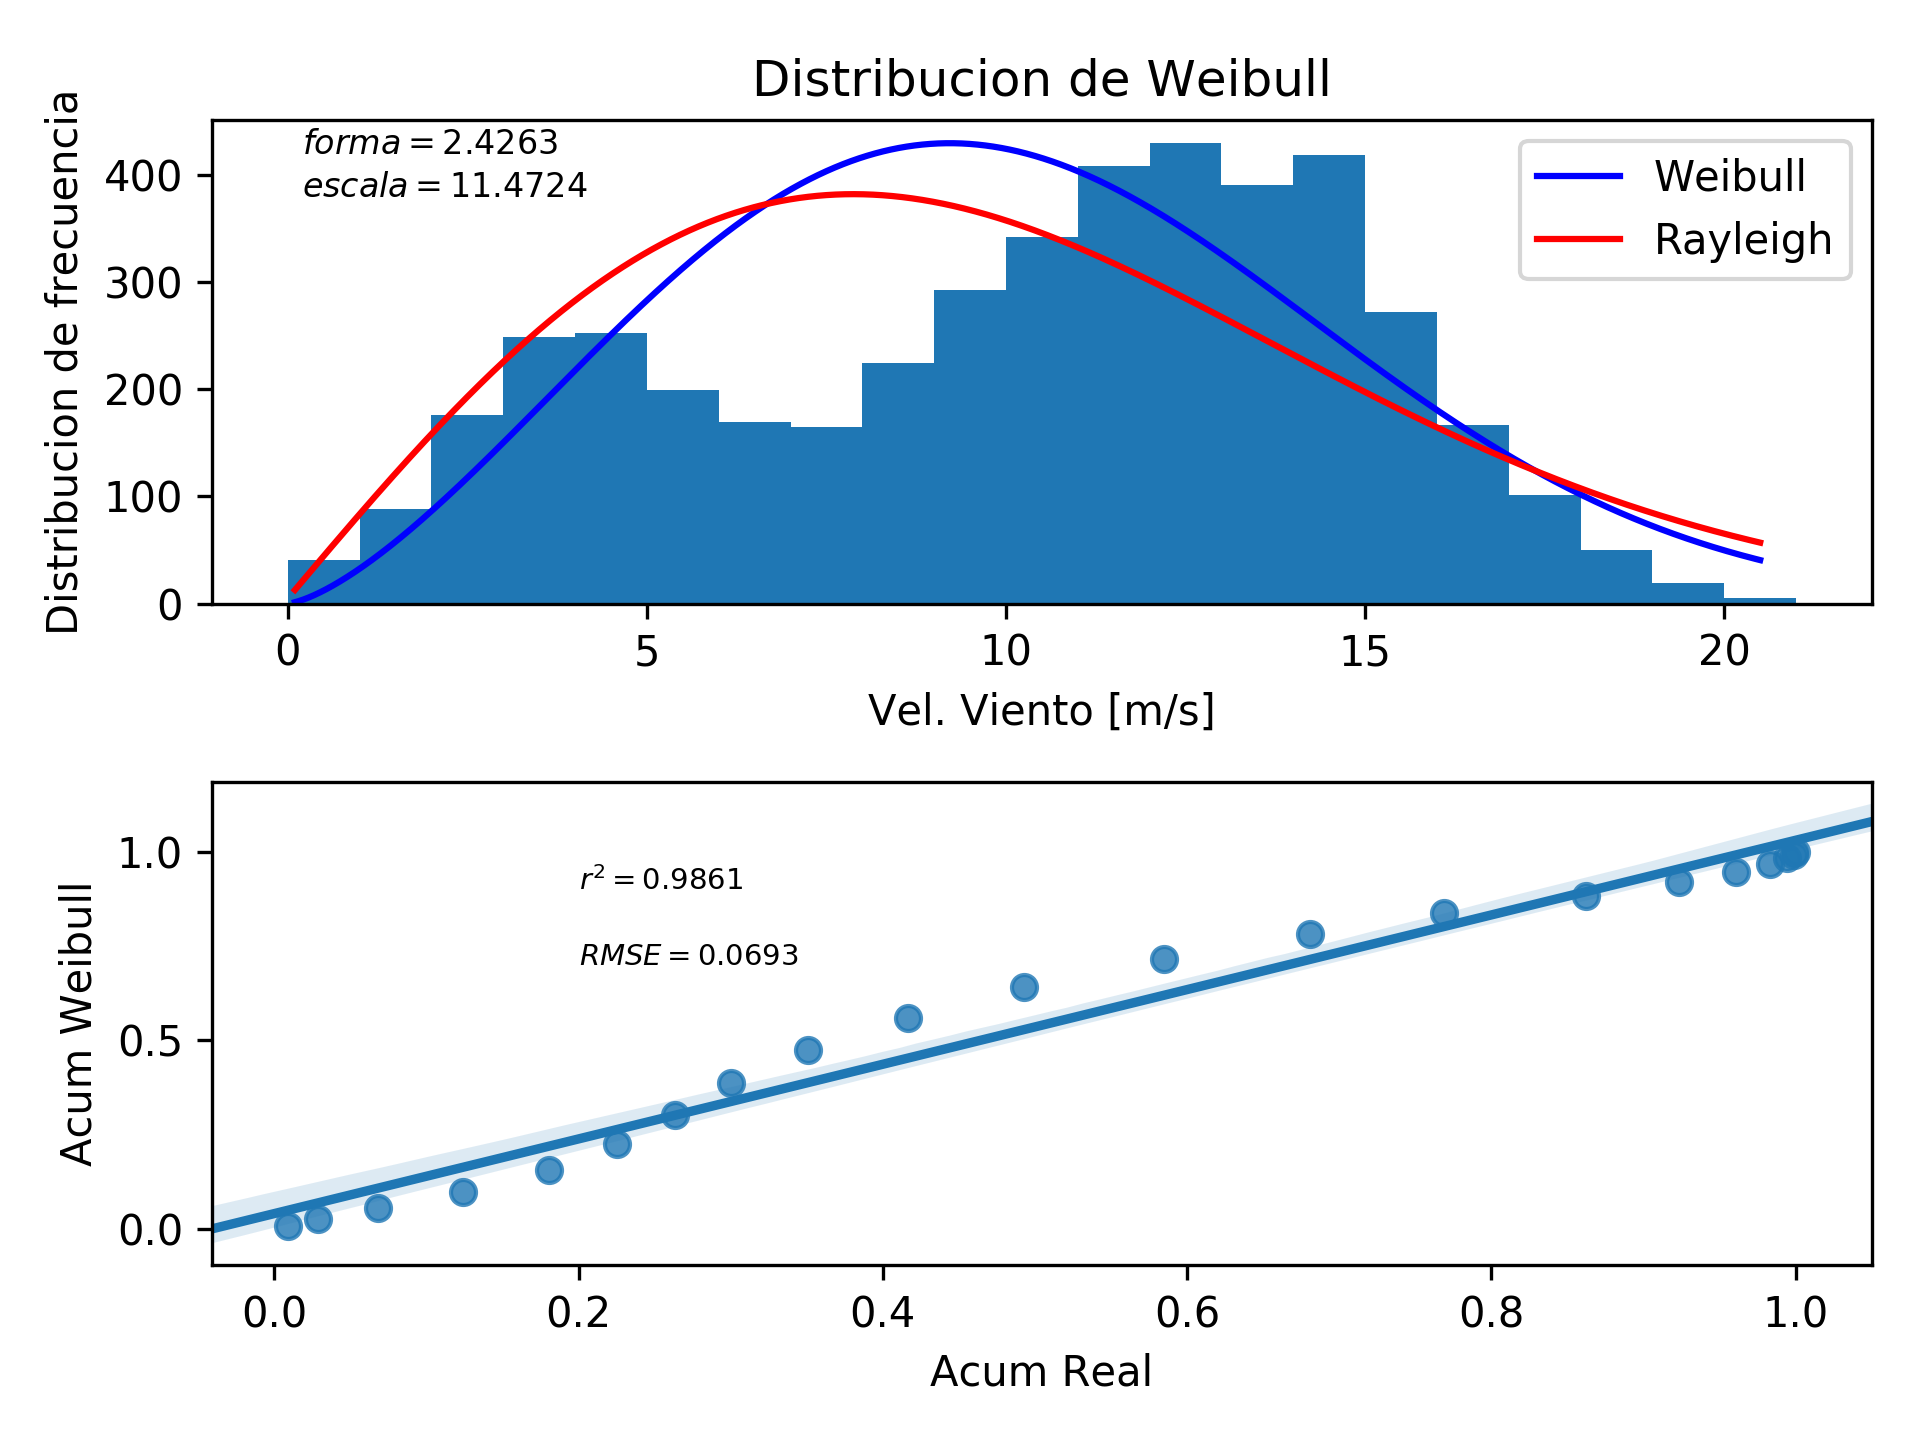 Distribucion de Weibull
forma = 2.4263
escala = 11.4724
Weibull
Rayleigh
Distribucion de frecuencia
400
300
200
100
0
0 5 10 15 20
Vel. Viento [m/s]
r² = 0.9861
RMSE = 0.0693
Acum Weibull
1.0
0.5
0.0
0.0 0.2 0.4 0.6 0.8 1.0
Acum Real